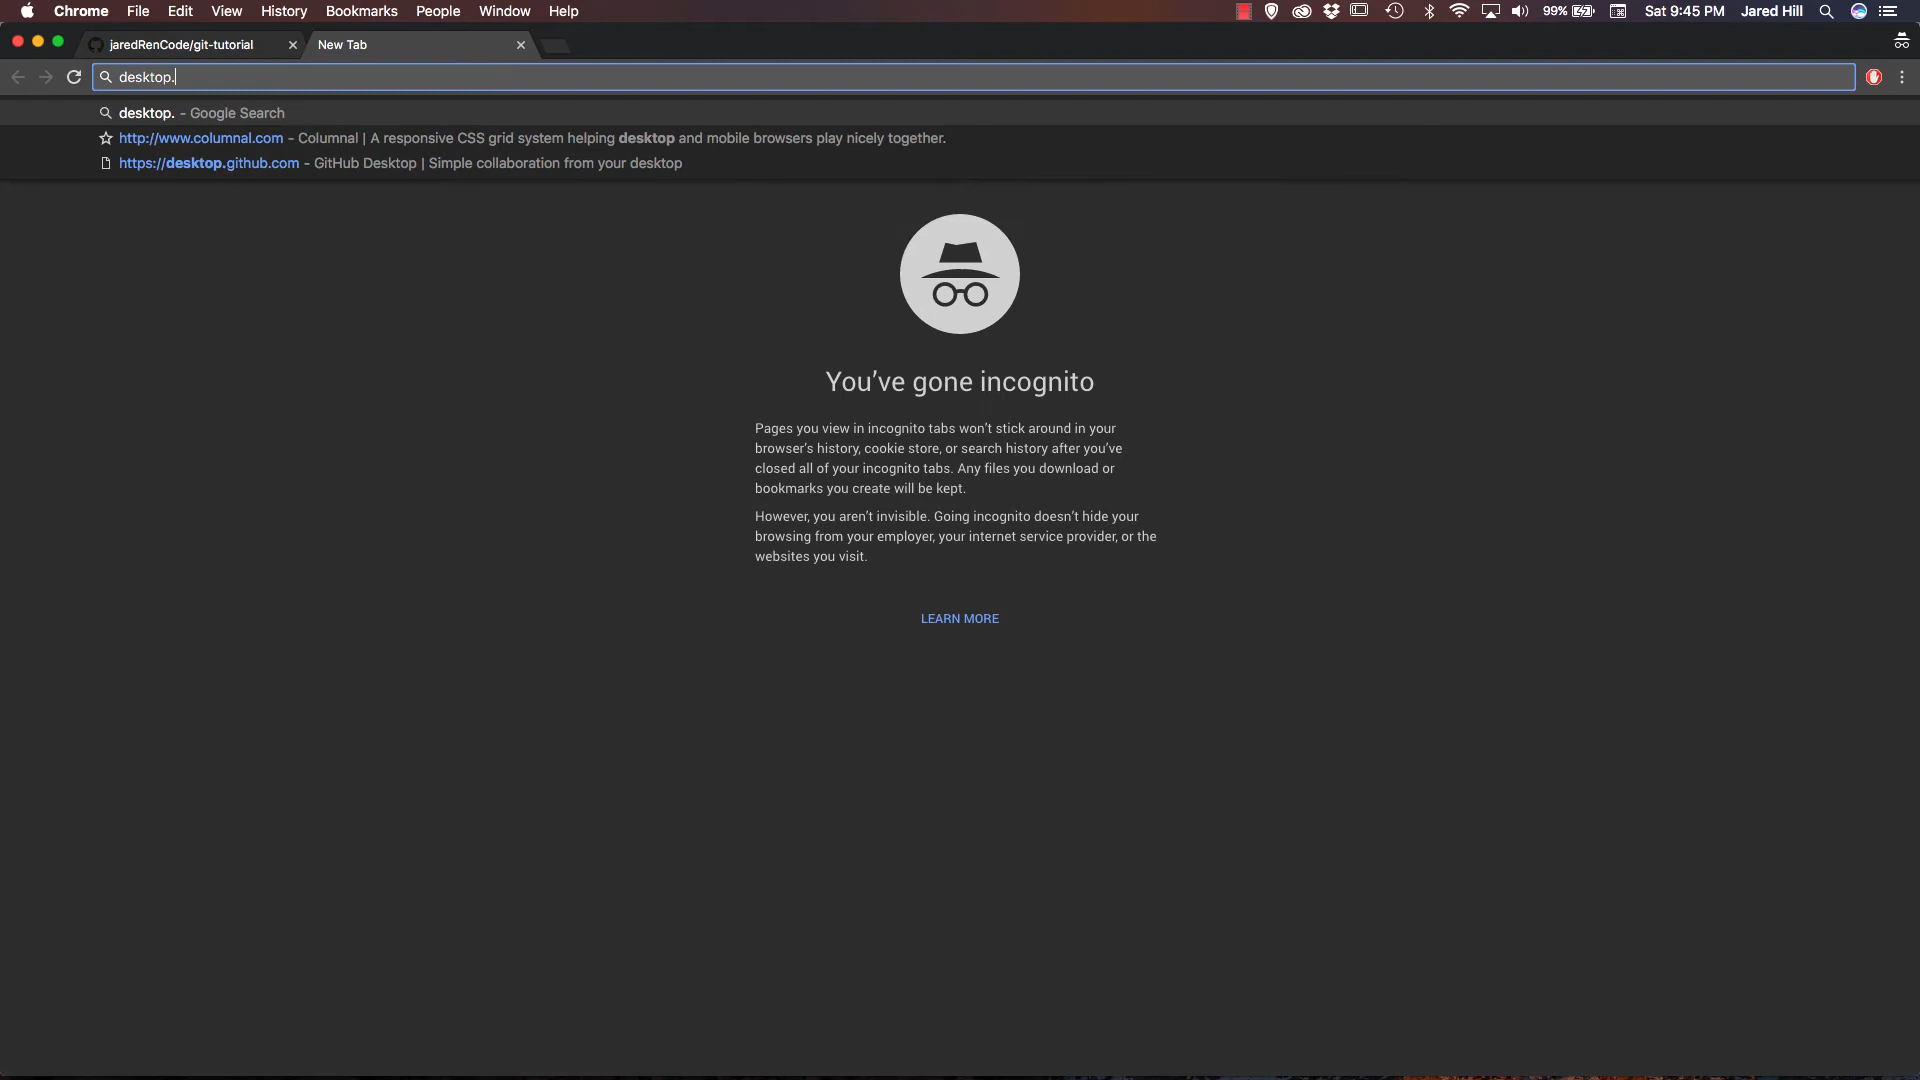 Chrome File Edit View History Bookmarks People Window Help 99% Sat 9:45 PM Jared Hill
jaredRenCode/git-tutorial New Tab
desktop.
desktop. - Google Search
http://www.columnal.com - Columnal | A responsive CSS grid system helping desktop and mobile browsers play nicely together.
https://desktop.github.com - GitHub Desktop | Simple collaboration from your desktop
You've gone incognito
Pages you view in incognito tabs won't stick around in your
browser's history, cookie store, or search history after you've
closed all of your incognito tabs. Any files you download or
bookmarks you create will be kept.
However, you aren't invisible. Going incognito doesn't hide your
browsing from your employer, your internet service provider, or the
websites you visit.
LEARN MORE